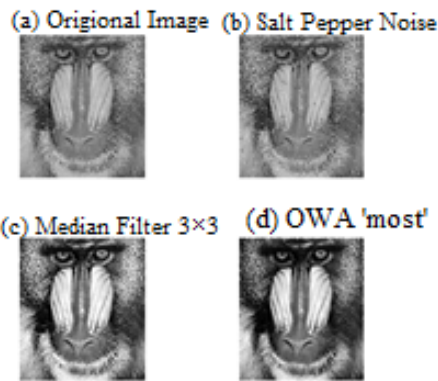 (a) Origional Image
(b) Salt Pepper Noise
(c) Median Filter 3×3
(d) OWA 'most'